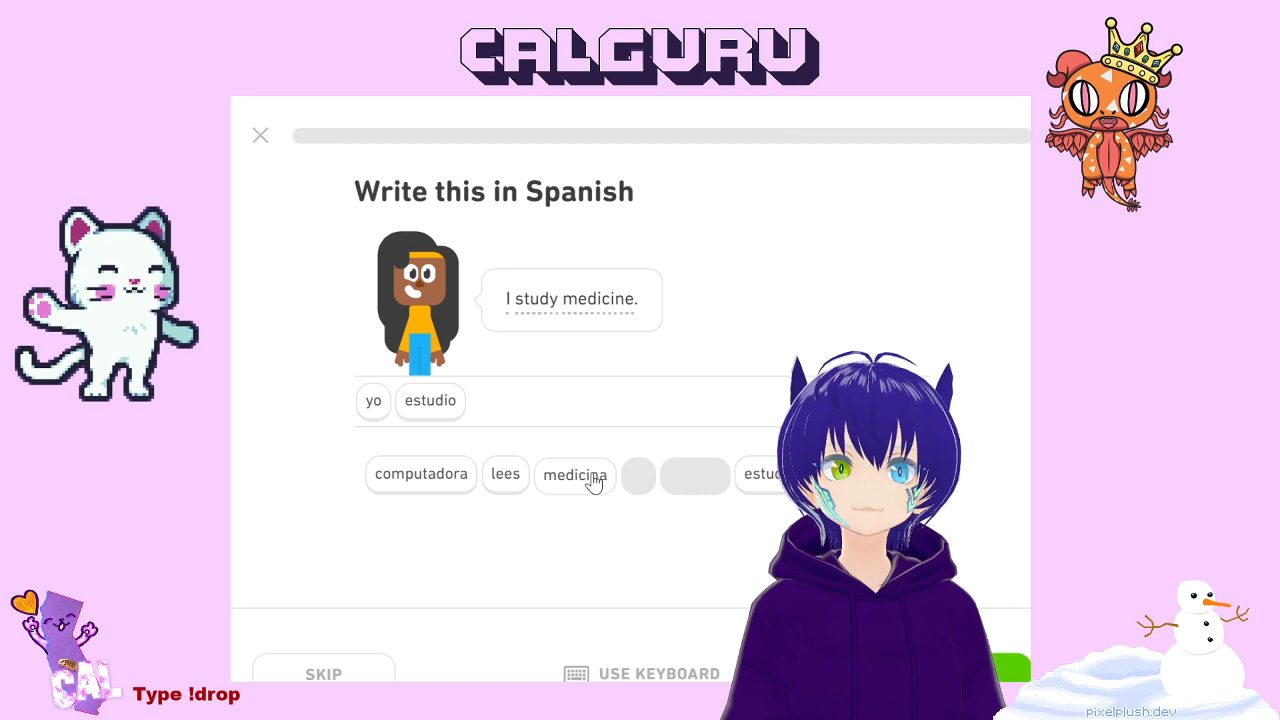 CALGURU
Write this in Spanish
I study medicine.
yo estudio
computadora lees medicina
SKIP USE KEYBOARD
CAL Type !drop
pixelplush.dev